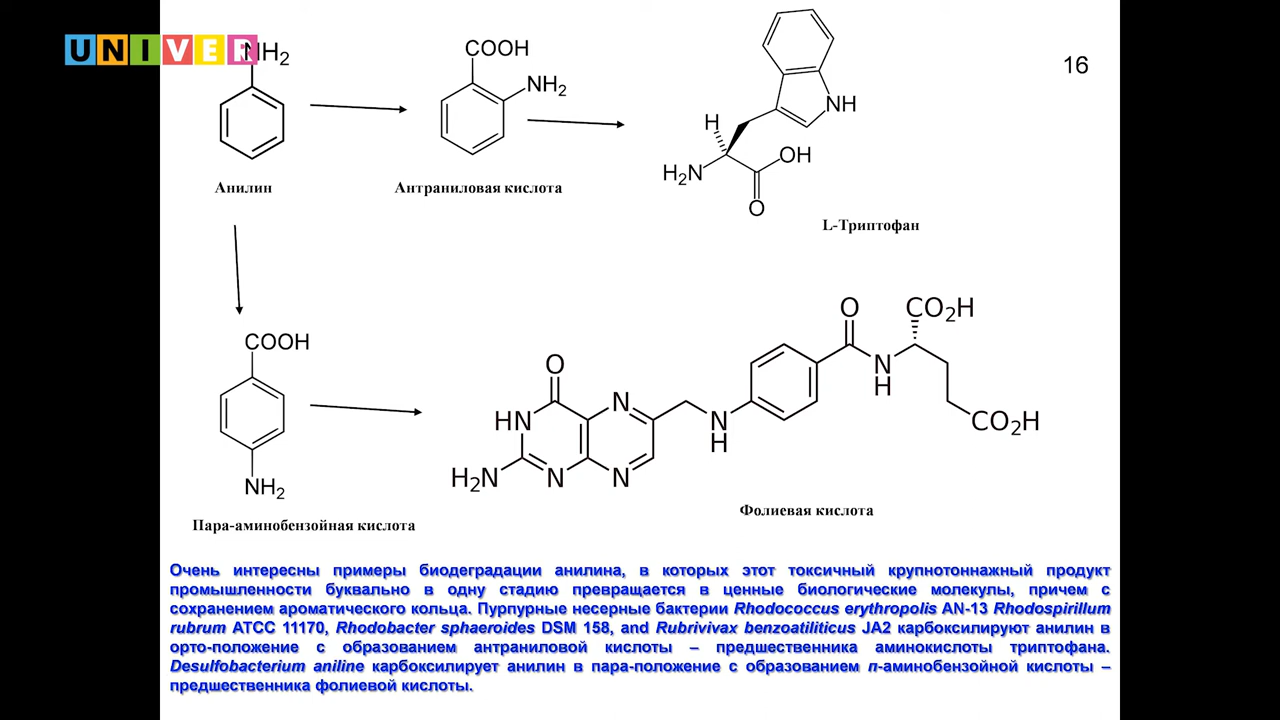 UNIVER
NH2
COOH
NH2
16
NH
H
H2N
OH
O
Анилин
Антраниловая кислота
L-Триптофан
COOH
NH2
O
HN
N
H2N
N
N
N
H
O
N
H
CO2H
CO2H
Фолиевая кислота
Пара-аминобензойная кислота
Очень интересны примеры биодеградации анилина, в которых этот токсичный крупнотоннажный продукт
промышленности буквально в одну стадию превращается в ценные биологические молекулы, причем с
сохранением ароматического кольца. Пурпурные несерные бактерии Rhodococcus erythropolis AN-13 Rhodospirillum
rubrum ATCC 11170, Rhodobacter sphaeroides DSM 158, and Rubrivivax benzoatiliticus JA2 карбоксилируют анилин в
орто-положение с образованием антраниловой кислоты – предшественника аминокислоты триптофана.
Desulfobacterium aniline карбоксилирует анилин в пара-положение с образованием п-аминобензойной кислоты –
предшественника фолиевой кислоты.